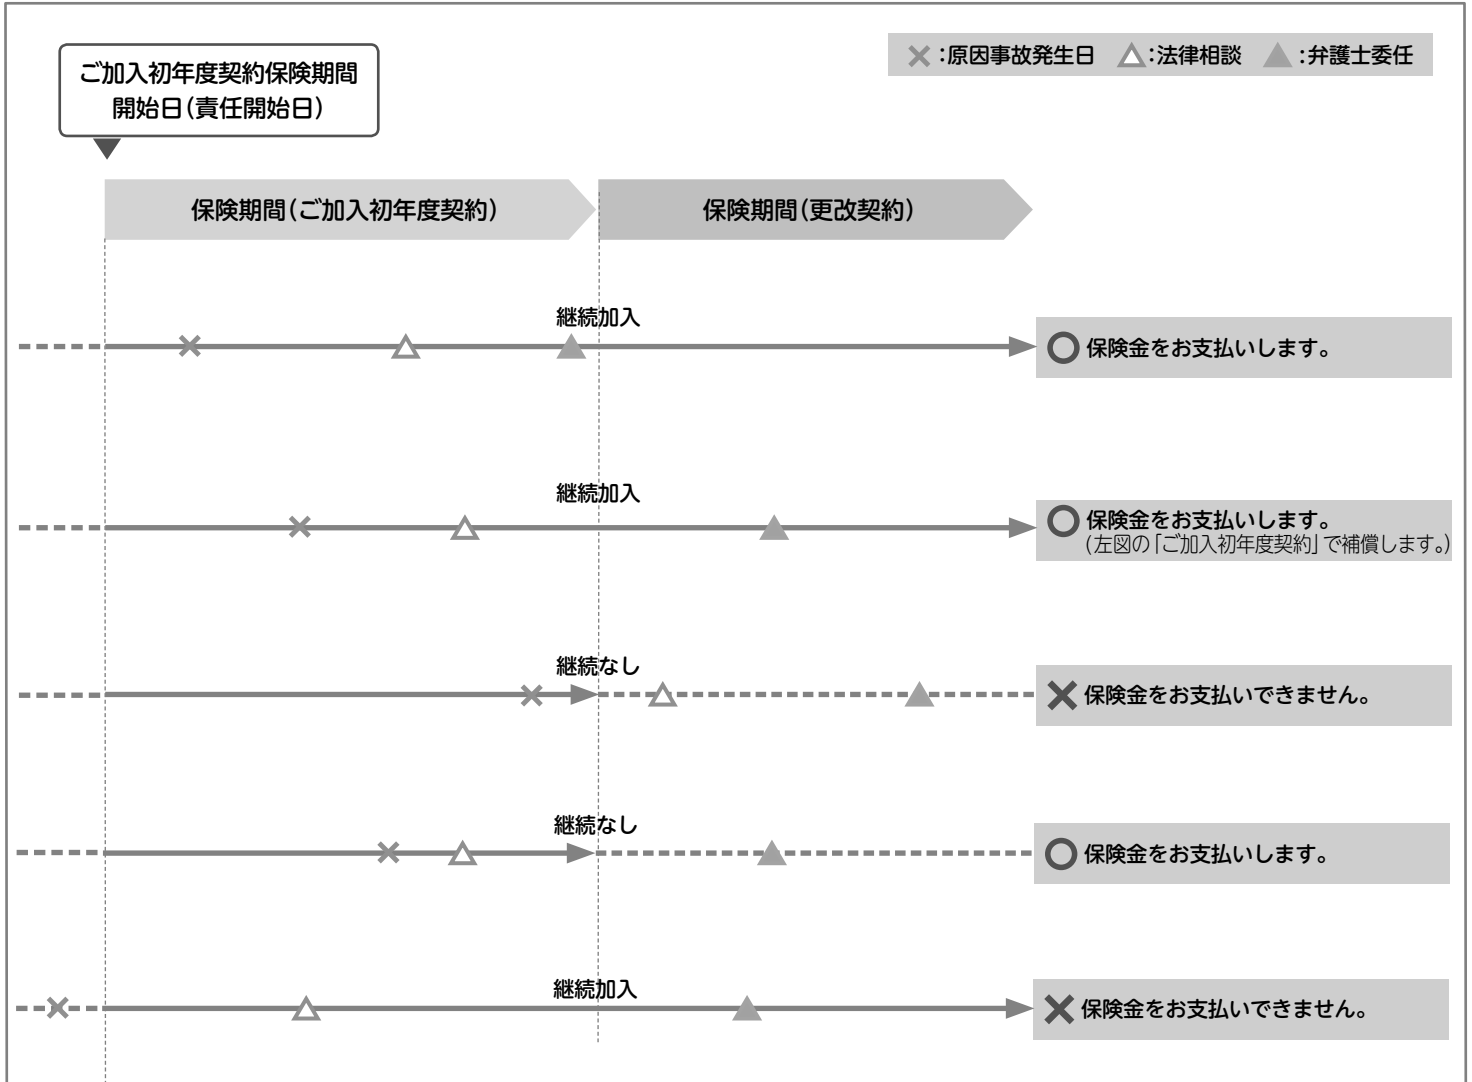 ご加入初年度契約保険期間
開始日(責任開始日)
×:原因事故発生日 △:法律相談 ▲:弁護士委任
保険期間(ご加入初年度契約)
保険期間(更改契約)
継続加入
保険金をお支払いします。
継続加入
保険金をお支払いします。
(左図の「ご加入初年度契約」で補償します。)
継続なし
保険金をお支払いできません。
継続なし
保険金をお支払いします。
継続加入
保険金をお支払いできません。